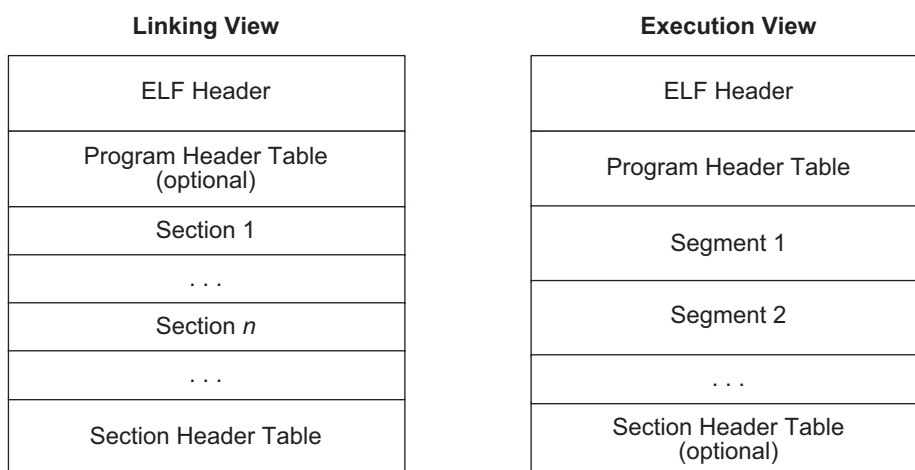 Linking View
ELF Header
Program Header Table
(optional)
Section 1
. . .
Section n
. . .
Section Header Table
Execution View
ELF Header
Program Header Table
Segment 1
Segment 2
. . .
Section Header Table
(optional)